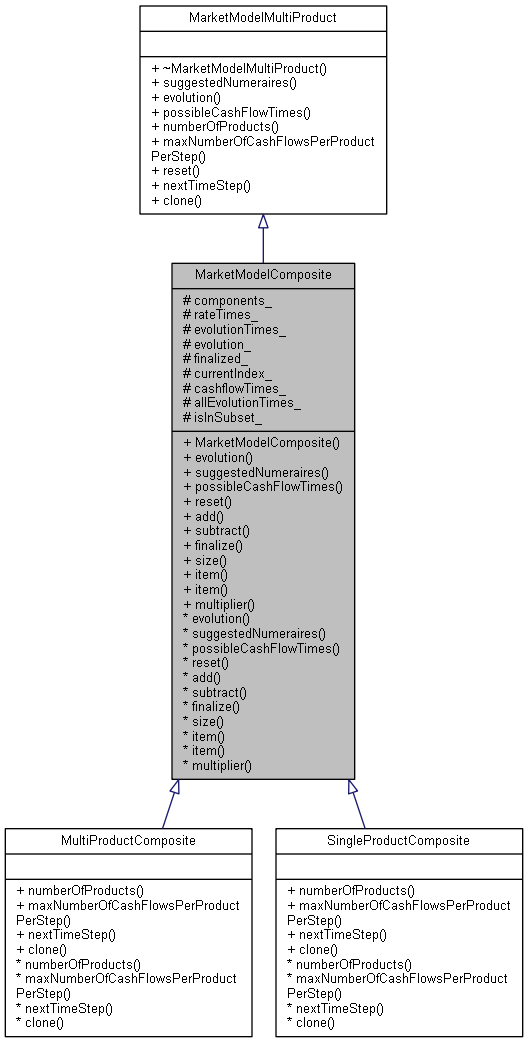 MarketModelMultiProduct
+ ~MarketModelMultiProduct()
+ suggestedNumeraires()
+ evolution()
+ possibleCashFlowTimes()
+ numberOfProducts()
+ maxNumberOfCashFlowsPerProduct
PerStep()
+ reset()
+ nextTimeStep()
+ clone()
MarketModelComposite
# components_
# rateTimes_
# evolutionTimes_
# evolution_
# finalized_
# currentIndex_
# cashflowTimes_
# allEvolutionTimes_
# isInSubset_
+ MarketModelComposite()
+ evolution()
+ suggestedNumeraires()
+ possibleCashFlowTimes()
+ reset()
+ add()
+ subtract()
+ finalize()
+ size()
+ item()
+ item()
+ multiplier()
* evolution()
* suggestedNumeraires()
* possibleCashFlowTimes()
* reset()
* add()
* subtract()
* finalize()
* size()
* item()
* item()
* multiplier()
MultiProductComposite
+ numberOfProducts()
+ maxNumberOfCashFlowsPerProduct
PerStep()
+ nextTimeStep()
+ clone()
* numberOfProducts()
* maxNumberOfCashFlowsPerProduct
PerStep()
* nextTimeStep()
* clone()
SingleProductComposite
+ numberOfProducts()
+ maxNumberOfCashFlowsPerProduct
PerStep()
+ nextTimeStep()
+ clone()
* numberOfProducts()
* maxNumberOfCashFlowsPerProduct
PerStep()
* nextTimeStep()
* clone()